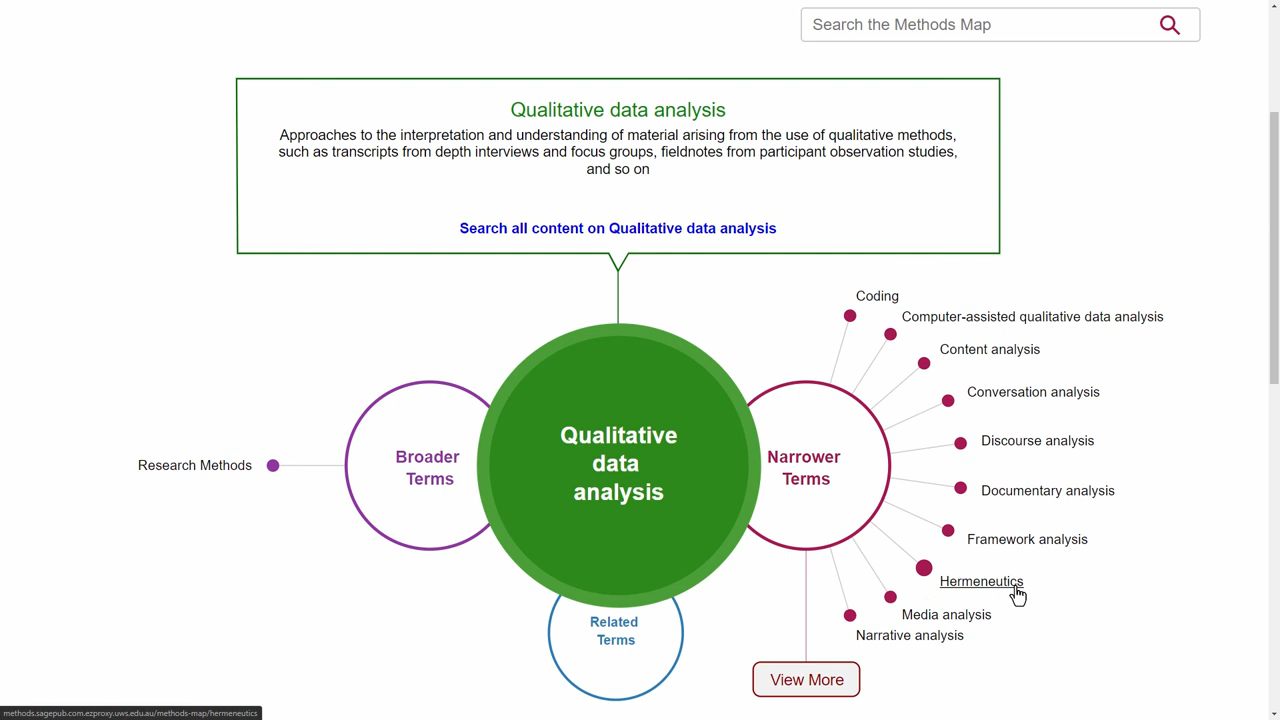 Search the Methods Map
Qualitative data analysis
Approaches to the interpretation and understanding of material arising from the use of qualitative methods,
such as transcripts from depth interviews and focus groups, fieldnotes from participant observation studies,
and so on
Search all content on Qualitative data analysis
Coding
Computer-assisted qualitative data analysis
Content analysis
Conversation analysis
Discourse analysis
Documentary analysis
Framework analysis
Hermeneutics
Media analysis
Narrative analysis
Research Methods
Broader
Terms
Qualitative
data
analysis
Narrower
Terms
Related
Terms
View More
methods.sagepub.com.ezproxy.uws.edu.au/methods-map/hermeneutics